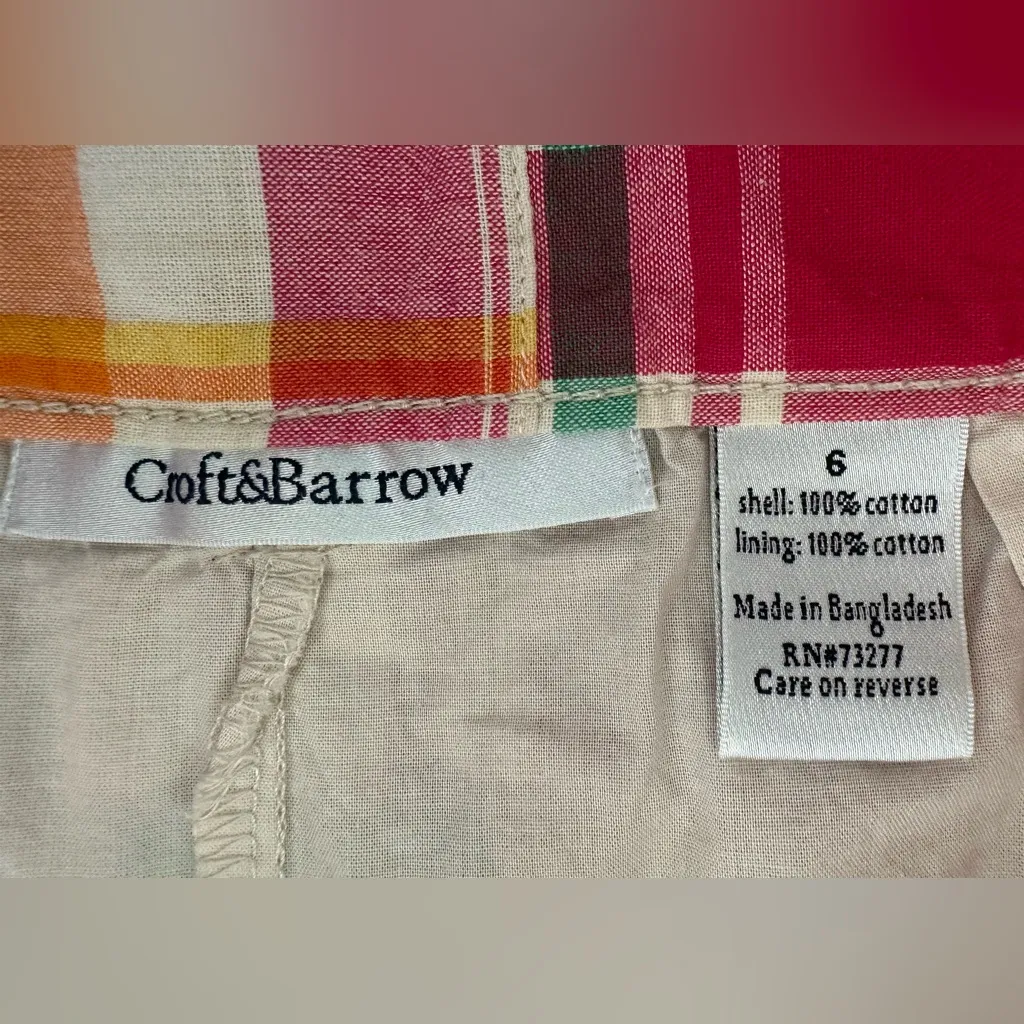 Croft&Barrow
6
shell: 100% cotton
lining: 100% cotton
Made in Bangladesh
RN#73277
Care on reverse